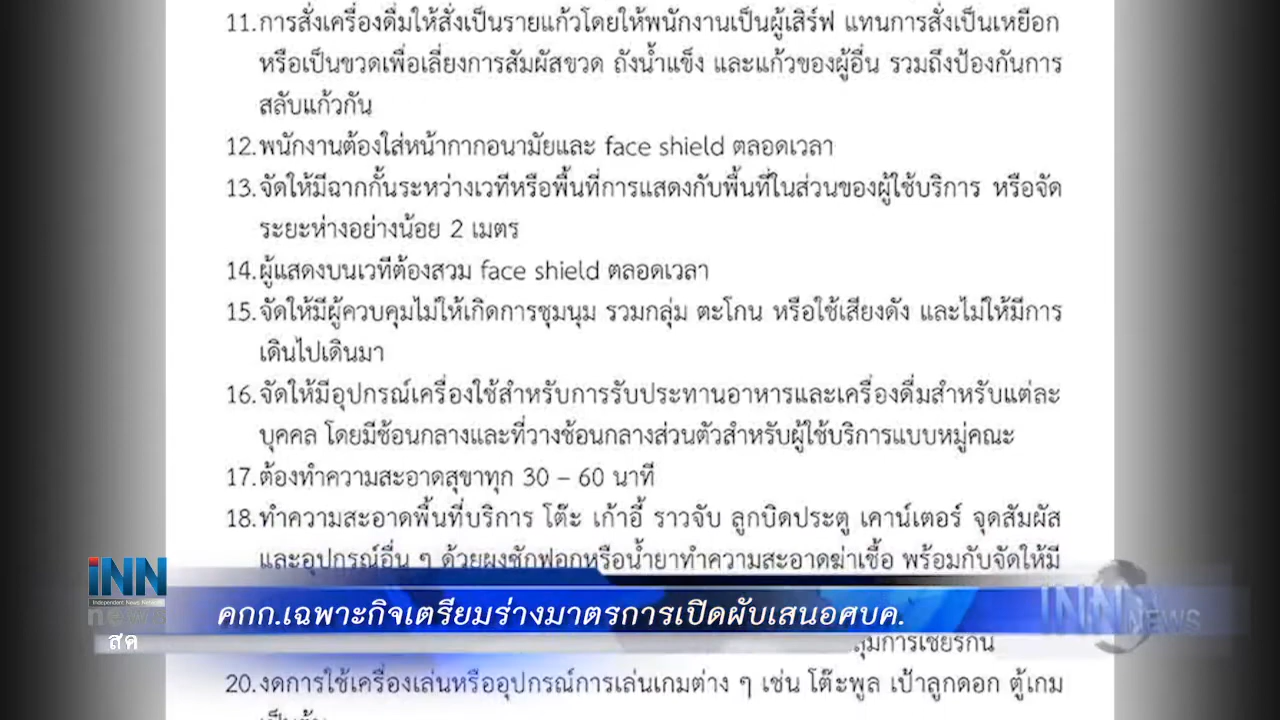 11. การสั่งเครื่องดื่มให้สั่งเป็นรายแก้วโดยให้พนักงานเป็นผู้เสิร์ฟ แทนการสั่งเป็นเหยือก
หรือเป็นขวดเพื่อเลี่ยงการสัมผัสขวด ถังน้ำแข็ง และแก้วของผู้อื่น รวมถึงป้องกันการ
สลับแก้วกัน
12. พนักงานต้องใส่หน้ากากอนามัยและ face shield ตลอดเวลา
13. จัดให้มีฉากกั้นระหว่างเวทีหรือพื้นที่การแสดงกับพื้นที่ในส่วนของผู้ใช้บริการ หรือจัด
ระยะห่างอย่างน้อย 2 เมตร
14. ผู้แสดงบนเวทีต้องสวม face shield ตลอดเวลา
15. จัดให้มีผู้ควบคุมไม่ให้เกิดการชุมนุม รวมกลุ่ม ตะโกน หรือใช้เสียงดัง และไม่ให้มีการ
เดินไปเดินมา
16. จัดให้มีอุปกรณ์เครื่องใช้สำหรับการรับประทานอาหารและเครื่องดื่มสำหรับแต่ละ
บุคคล โดยมีช้อนกลางและที่วางช้อนกลางส่วนตัวสำหรับผู้ใช้บริการแบบหมู่คณะ
17. ต้องทำความสะอาดสุขาทุก 30 – 60 นาที
18. ทำความสะอาดพื้นที่บริการ โต๊ะ เก้าอี้ ราวจับ ลูกบิดประตู เคาน์เตอร์ จุดสัมผัส
และอุปกรณ์อื่น ๆ ด้วยผงซักฟอกหรือน้ำยาทำความสะอาดฆ่าเชื้อ พร้อมกับจัดให้มี
iNN
Independent News Network
news
สด
คกก.เฉพาะกิจเตรียมร่างมาตรการเปิดผับเสนอศบค.
INN NEWS
20. งดการใช้เครื่องเล่นหรืออุปกรณ์การเล่นเกมต่าง ๆ เช่น โต๊ะพูล เป้าลูกดอก ตู้เกม